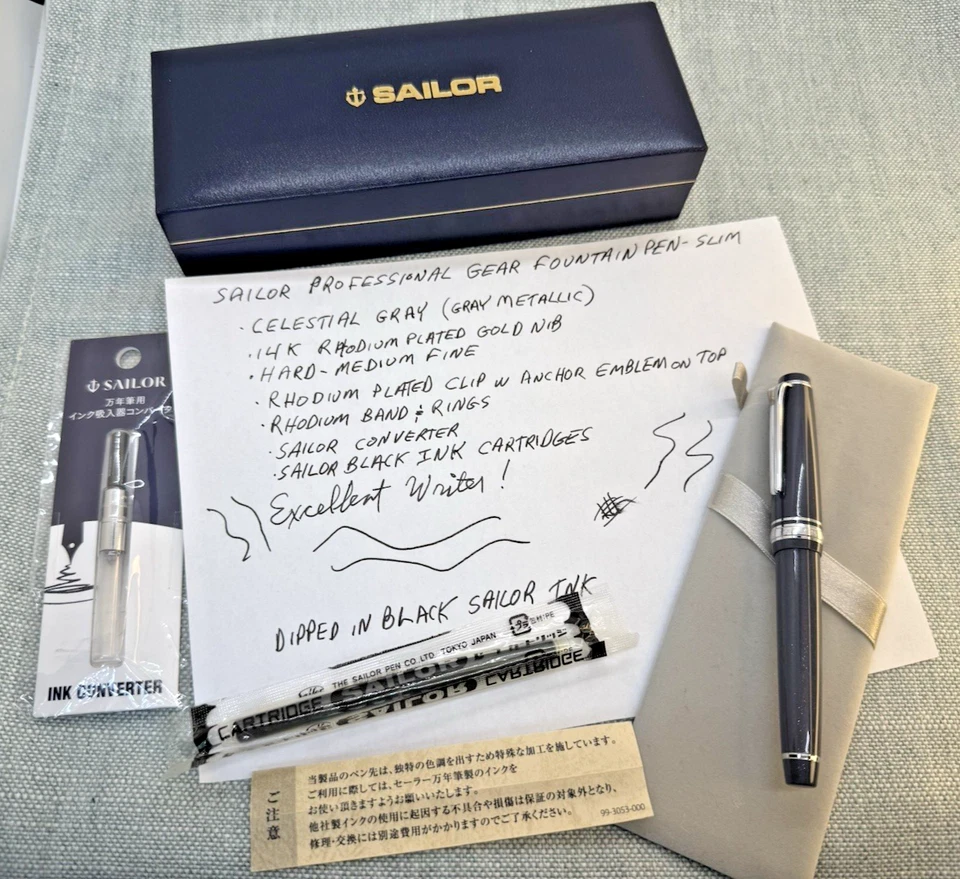 SAILOR
SAILOR PROFESSIONAL GEAR FOUNTAIN PEN - SLIM
· CELESTIAL GRAY (GRAY METALLIC)
· 14K RHODIUM PLATED GOLD NIB
· HARD - MEDIUM FINE
· RHODIUM PLATED CLIP W ANCHOR EMBLEM ON TOP
· RHODIUM BAND & RINGS
· SAILOR CONVERTER
· SAILOR BLACK INK CARTRIDGES
Excellent Writer!
DIPPED IN BLACK SAILOR INK
SAILOR
万年筆用
インク吸入器コンバータ
INK CONVERTER
THE SAILOR PEN CO LTD. TOKYO JAPAN
CARTRIDGE SAILOR
SAILOR CARTRIDGE
ご注意
当製品のペン先は、独特の色調を出すため特殊な加工を施しています。
ご利用に際しては、セーラー万年筆製のインクを
お使い頂きますようお願いいたします。
他社製インクの使用に起因する不具合や損傷は保証の対象外となり、
修理・交換には別途費用がかかりますのでご了承ください。
99-3053-000